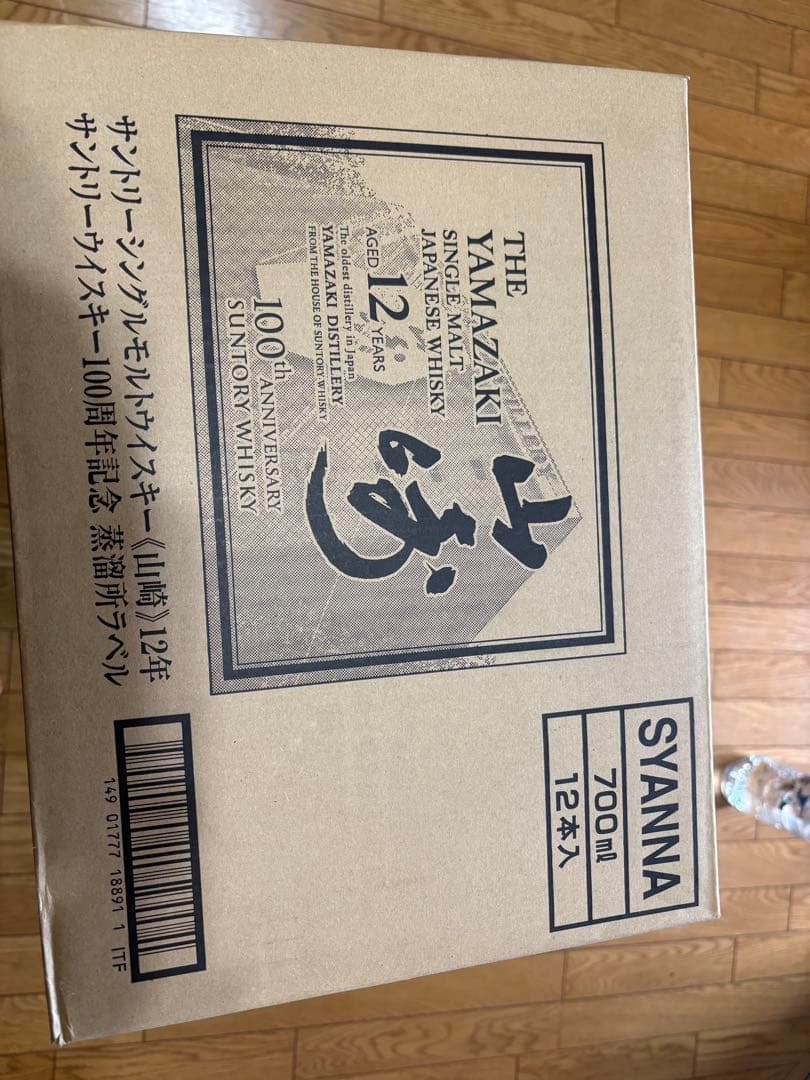 THE
YAMAZAKI
SINGLE MALT
JAPANESE WHISKY
AGED 12 YEARS
The oldest distillery in Japan
YAMAZAKI DISTILLERY
FROM THE HOUSE OF SUNTORY WHISKY
100th ANNIVERSARY
SUNTORY WHISKY
山崎
サントリーシングルモルトウイスキー《山崎》12年
サントリーウイスキー100周年記念 蒸溜所ラベル
SYANNA
700ml
12本入
149 01777 18891 1 ITF